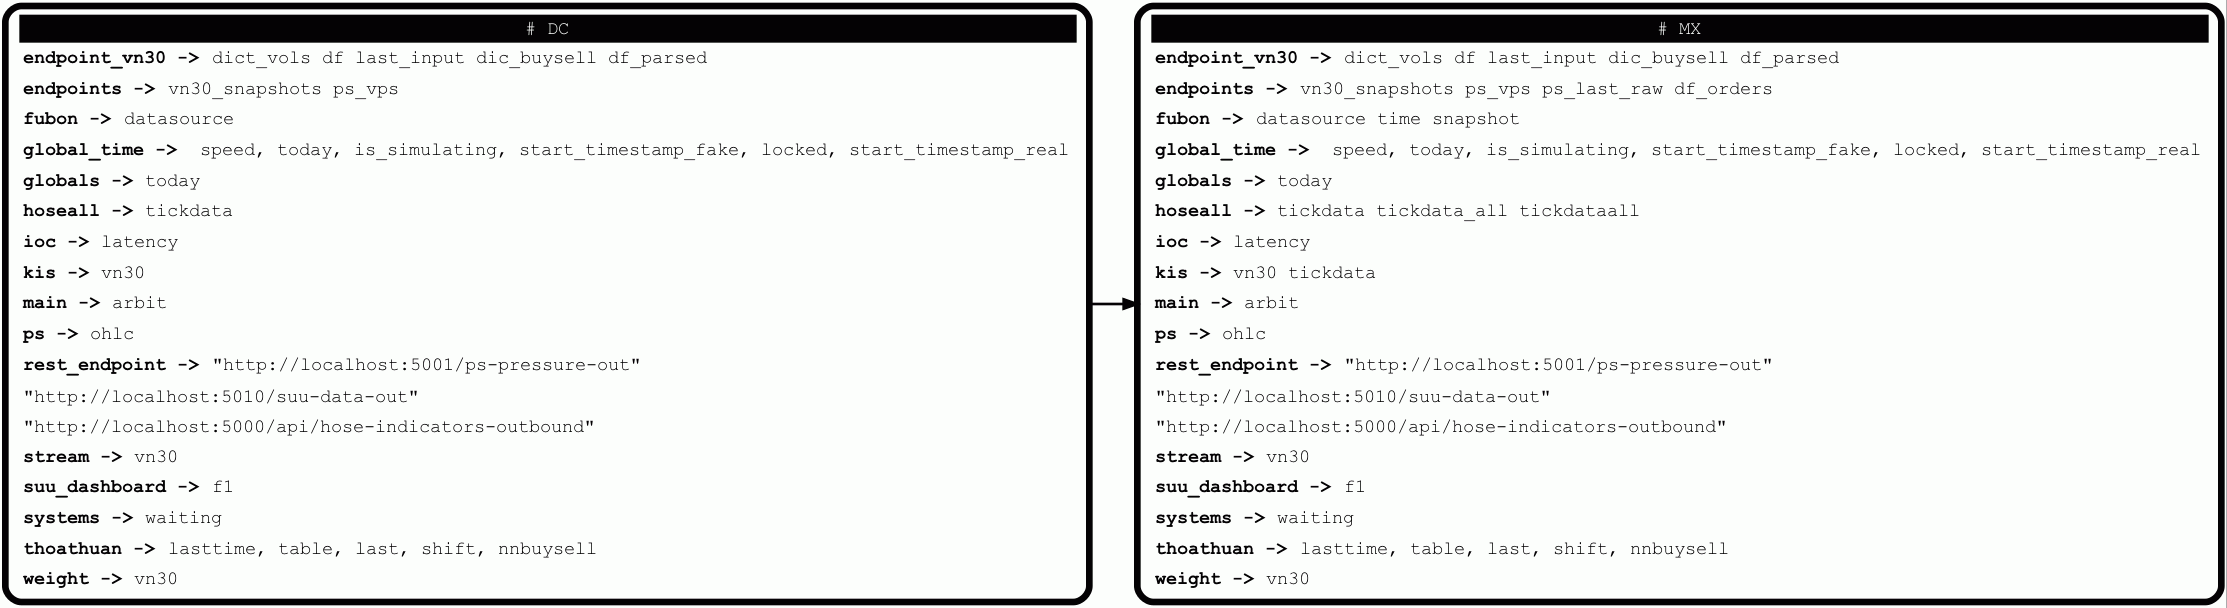 # DC
endpoint_vn30 -> dict_vols df last_input dic_buysell df_parsed
endpoints -> vn30_snapshots ps_vps
fubon -> datasource
global_time ->  speed, today, is_simulating, start_timestamp_fake, locked, start_timestamp_real
globals -> today
hoseall -> tickdata
ioc -> latency
kis -> vn30
main -> arbit
ps -> ohlc
rest_endpoint -> "http://localhost:5001/ps-pressure-out"
"http://localhost:5010/suu-data-out"
"http://localhost:5000/api/hose-indicators-outbound"
stream -> vn30
suu_dashboard -> f1
systems -> waiting
thoathuan -> lasttime, table, last, shift, nnbuysell
weight -> vn30
# MX
endpoint_vn30 -> dict_vols df last_input dic_buysell df_parsed
endpoints -> vn30_snapshots ps_vps ps_last_raw df_orders
fubon -> datasource time snapshot
global_time ->  speed, today, is_simulating, start_timestamp_fake, locked, start_timestamp_real
globals -> today
hoseall -> tickdata tickdata_all tickdataall
ioc -> latency
kis -> vn30 tickdata
main -> arbit
ps -> ohlc
rest_endpoint -> "http://localhost:5001/ps-pressure-out"
"http://localhost:5010/suu-data-out"
"http://localhost:5000/api/hose-indicators-outbound"
stream -> vn30
suu_dashboard -> f1
systems -> waiting
thoathuan -> lasttime, table, last, shift, nnbuysell
weight -> vn30